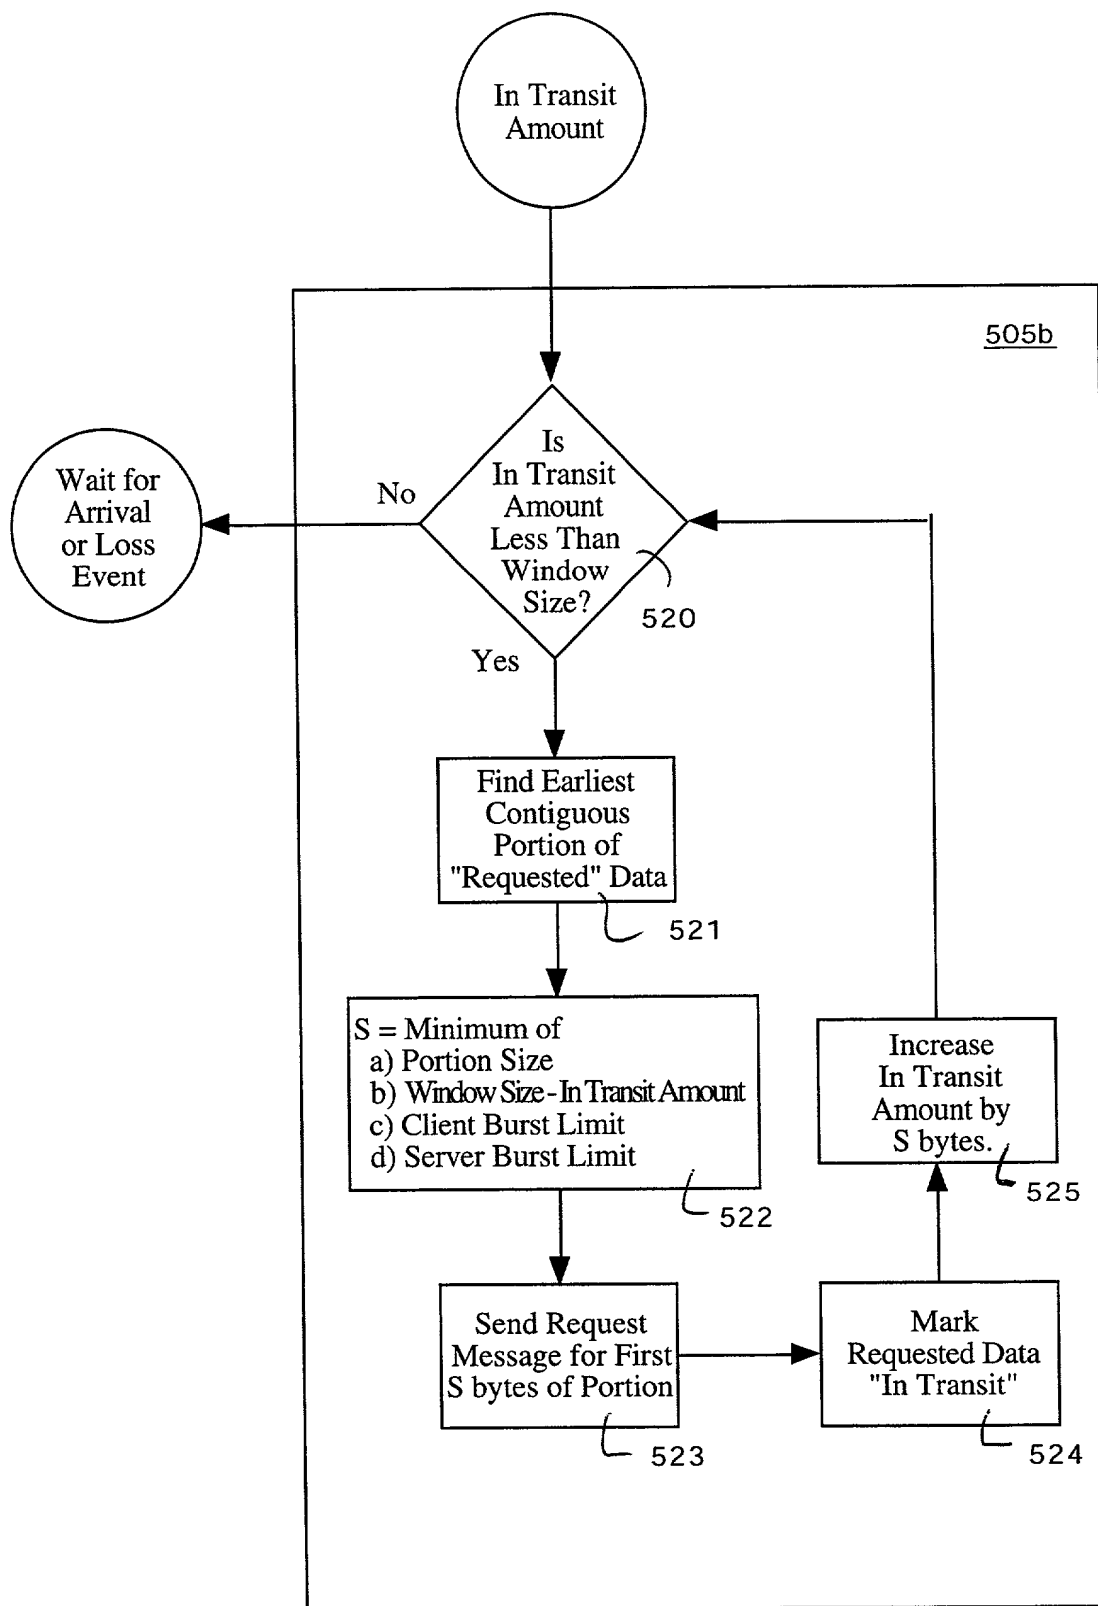 In Transit
Amount
505b
Is
In Transit
Amount
Less Than
Window
Size?
520
No
Wait for
Arrival
or Loss
Event
Yes
Find Earliest
Contiguous
Portion of
"Requested" Data
521
S = Minimum of
a) Portion Size
b) Window Size - In Transit Amount
c) Client Burst Limit
d) Server Burst Limit
522
Increase
In Transit
Amount by
S bytes.
525
Send Request
Message for First
S bytes of Portion
523
Mark
Requested Data
"In Transit"
524